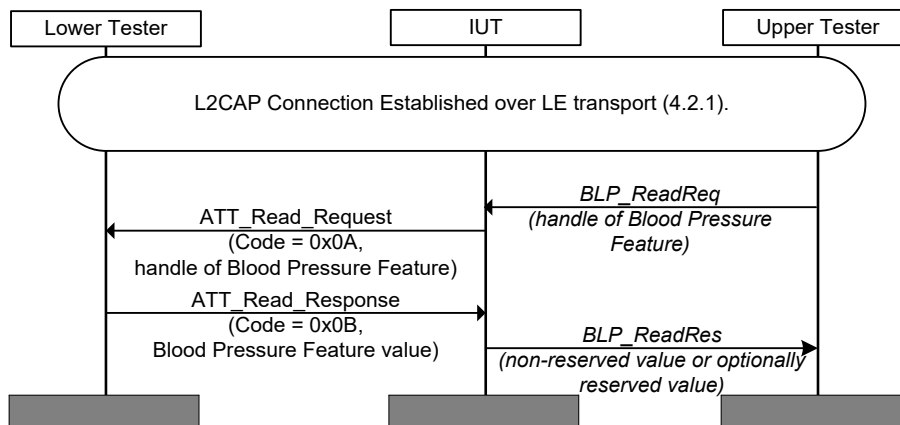 Lower Tester
IUT
Upper Tester
L2CAP Connection Established over LE transport (4.2.1).
BLP_ReadReq
(handle of Blood Pressure
Feature)
ATT_Read_Request
(Code = 0x0A,
handle of Blood Pressure Feature)
ATT_Read_Response
(Code = 0x0B,
Blood Pressure Feature value)
BLP_ReadRes
(non-reserved value or optionally
reserved value)